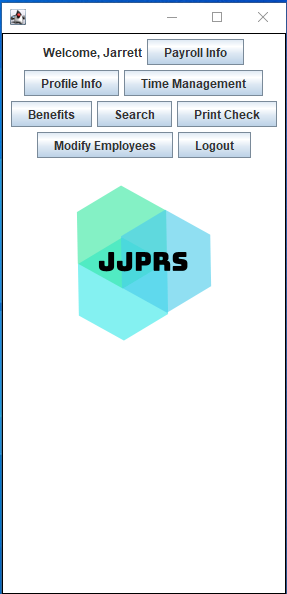 Welcome, Jarrett Payroll Info
Profile Info Time Management
Benefits Search Print Check
Modify Employees Logout
JJPRS